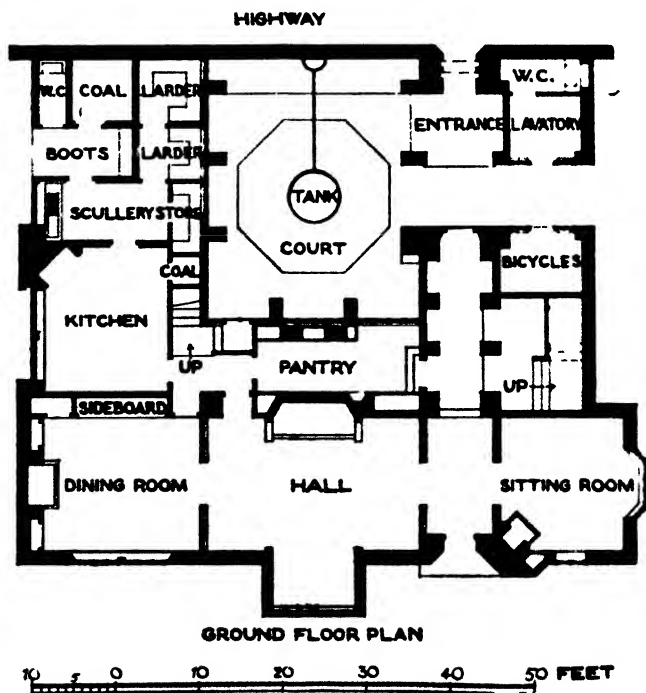 HIGHWAY
W.C. COAL LARDER W.C.
ENTRANCE LAVATORY
BOOTS LARDER
TANK
SCULLERY STORE
COURT
COAL BICYCLES
KITCHEN
UP PANTRY UP
SIDEBOARD
DINING ROOM HALL SITTING ROOM
GROUND FLOOR PLAN
10 5 0 10 20 30 40 50 FEET